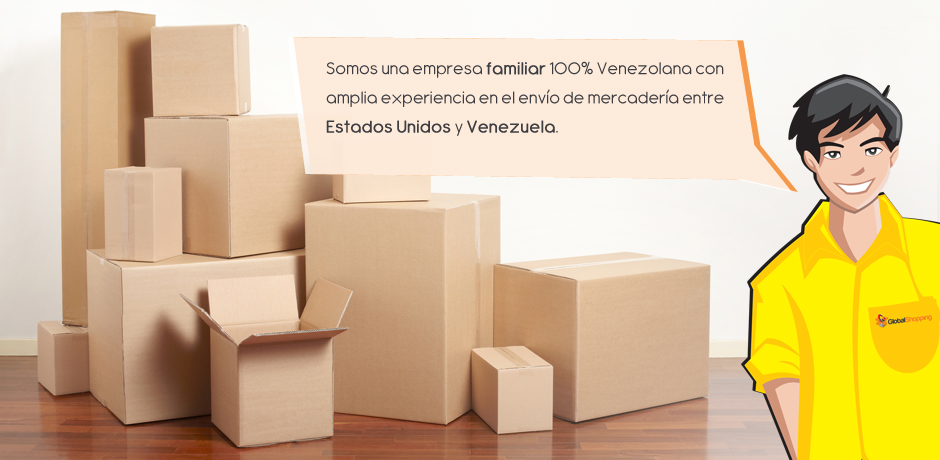 Somos una empresa familiar 100% Venezolana con
amplia experiencia en el envío de mercadería entre
Estados Unidos y Venezuela.
GlobalShopping